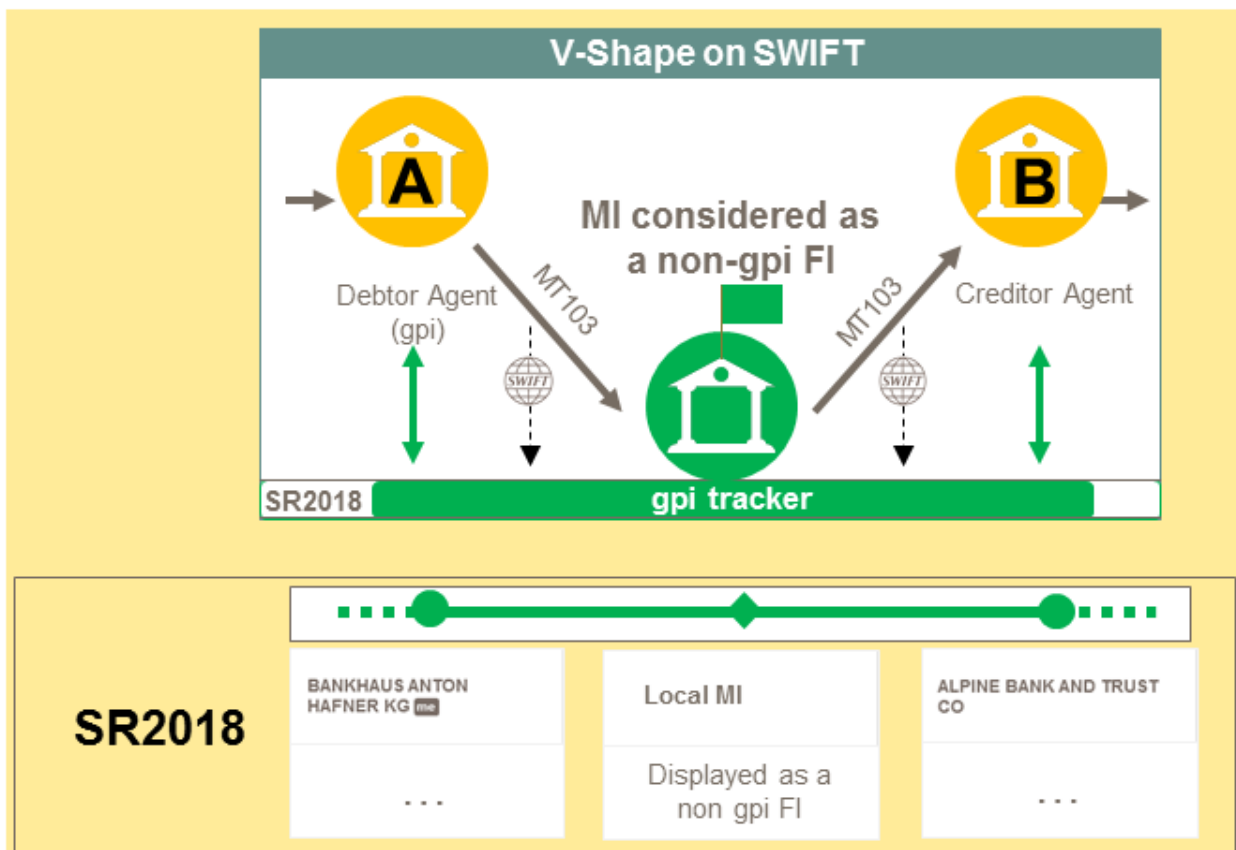 V-Shape on SWIFT
A
B
MI considered as
a non-gpi FI
MT103
MT103
Debtor Agent
(gpi)
Creditor Agent
SWIFT
SWIFT
SR2018
gpi tracker
SR2018
BANKHAUS ANTON
HAFNER KG me
...
Local MI
Displayed as a
non gpi FI
ALPINE BANK AND TRUST
CO
...